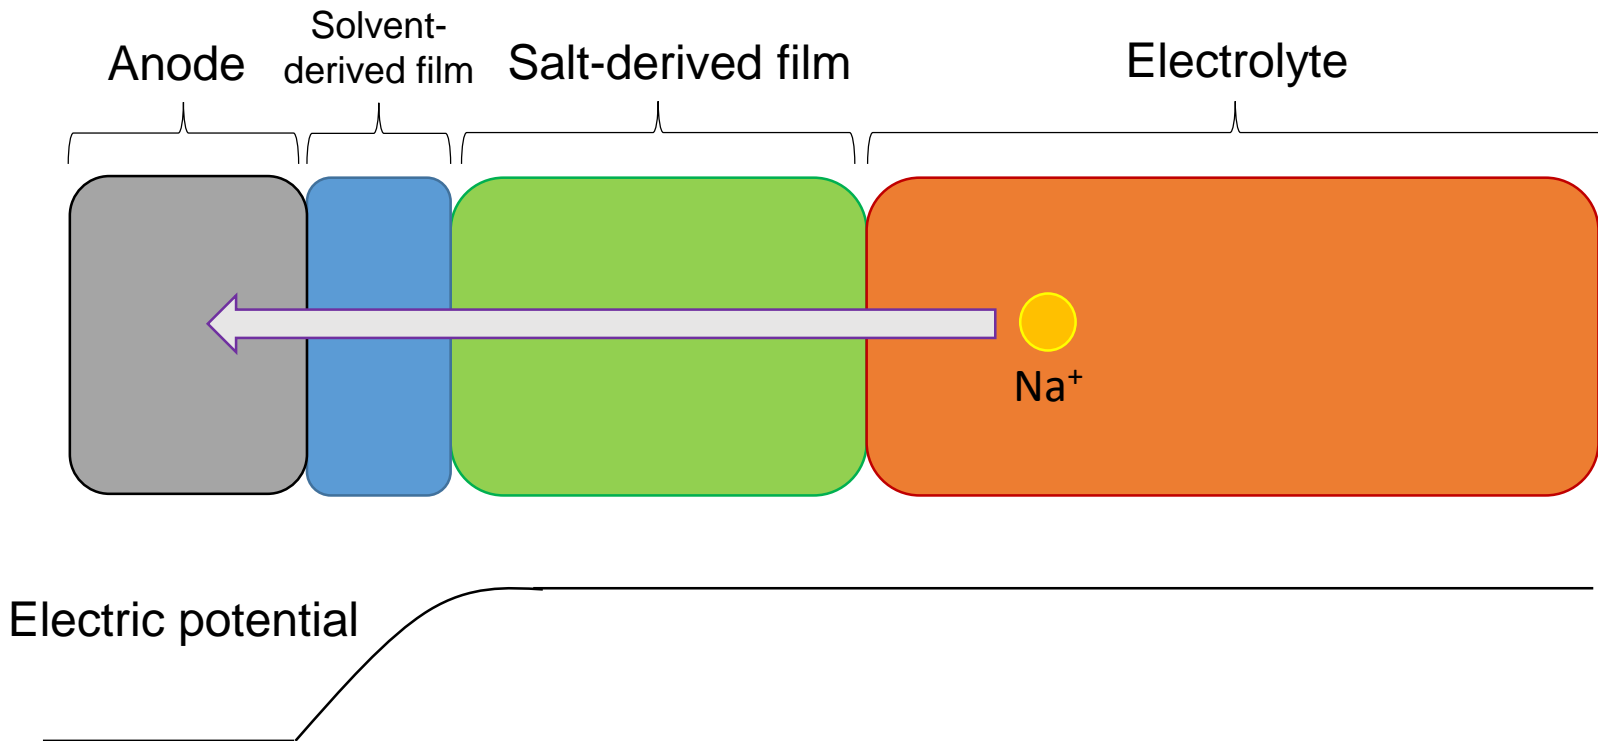 Anode
Solvent-
derived film
Salt-derived film
Electrolyte
Na⁺
Electric potential